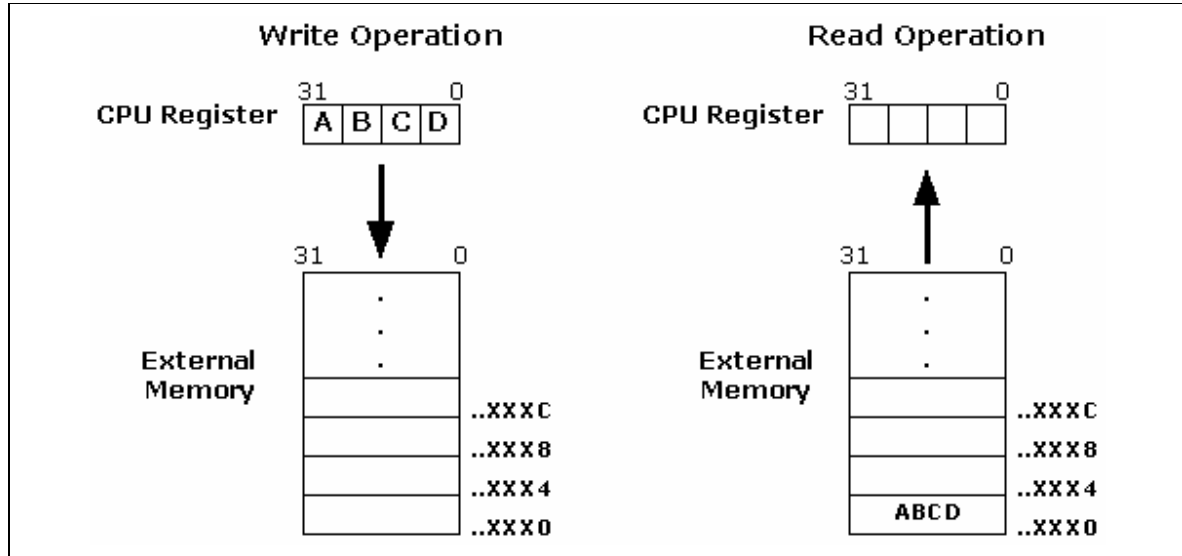 Write Operation
31 0
CPU Register A B C D
31 0
External
Memory
..XXXC
..XXX8
..XXX4
..XXX0
Read Operation
31 0
CPU Register
31 0
External
Memory
..XXXC
..XXX8
..XXX4
ABCD
..XXX0